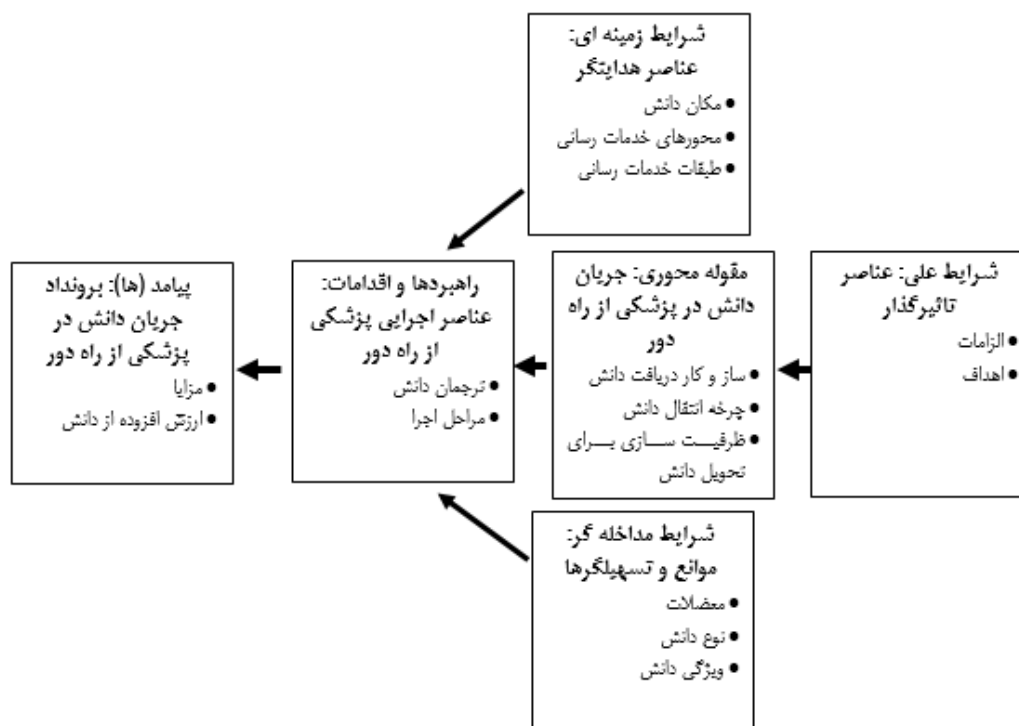 شرایط زمینه ای:
عناصر هدایتگر
• مکان دانش
• محورهای خدمات رسانی
• طبقات خدمات رسانی
شرایط علی: عناصر
تاثیرگذار
• الزامات
• اهداف
مقوله محوری: جریان
دانش در پزشکی از راه
دور
• ساز و کار دریافت دانش
• چرخه انتقال دانش
• ظرفیت سازی برای
تحویل دانش
راهبردها و اقدامات:
عناصر اجرایی پزشکی
از راه دور
• ترجمان دانش
• مراحل اجرا
پیامد (ها): برونداد
جریان دانش در
پزشکی از راه دور
• مزایا
• ارزش افزوده از دانش
شرایط مداخله گر:
موانع و تسهیلگرها
• معضلات
• نوع دانش
• ویژگی دانش